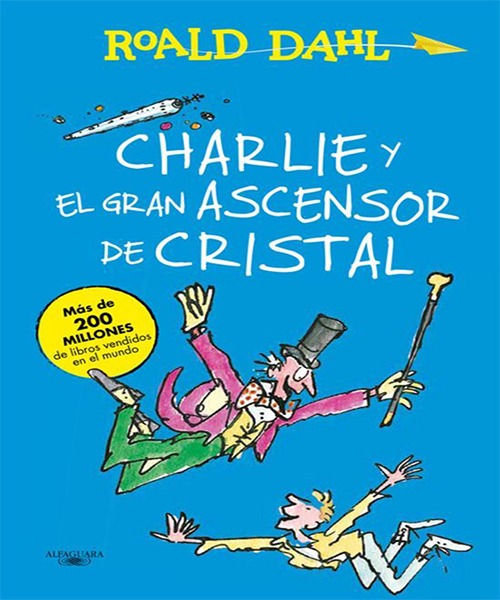 ROALD DAHL
CHARLIE Y
EL GRAN ASCENSOR
DE CRISTAL
Más de
200
MILLONES
de libros vendidos
en el mundo
ALFAGUARA